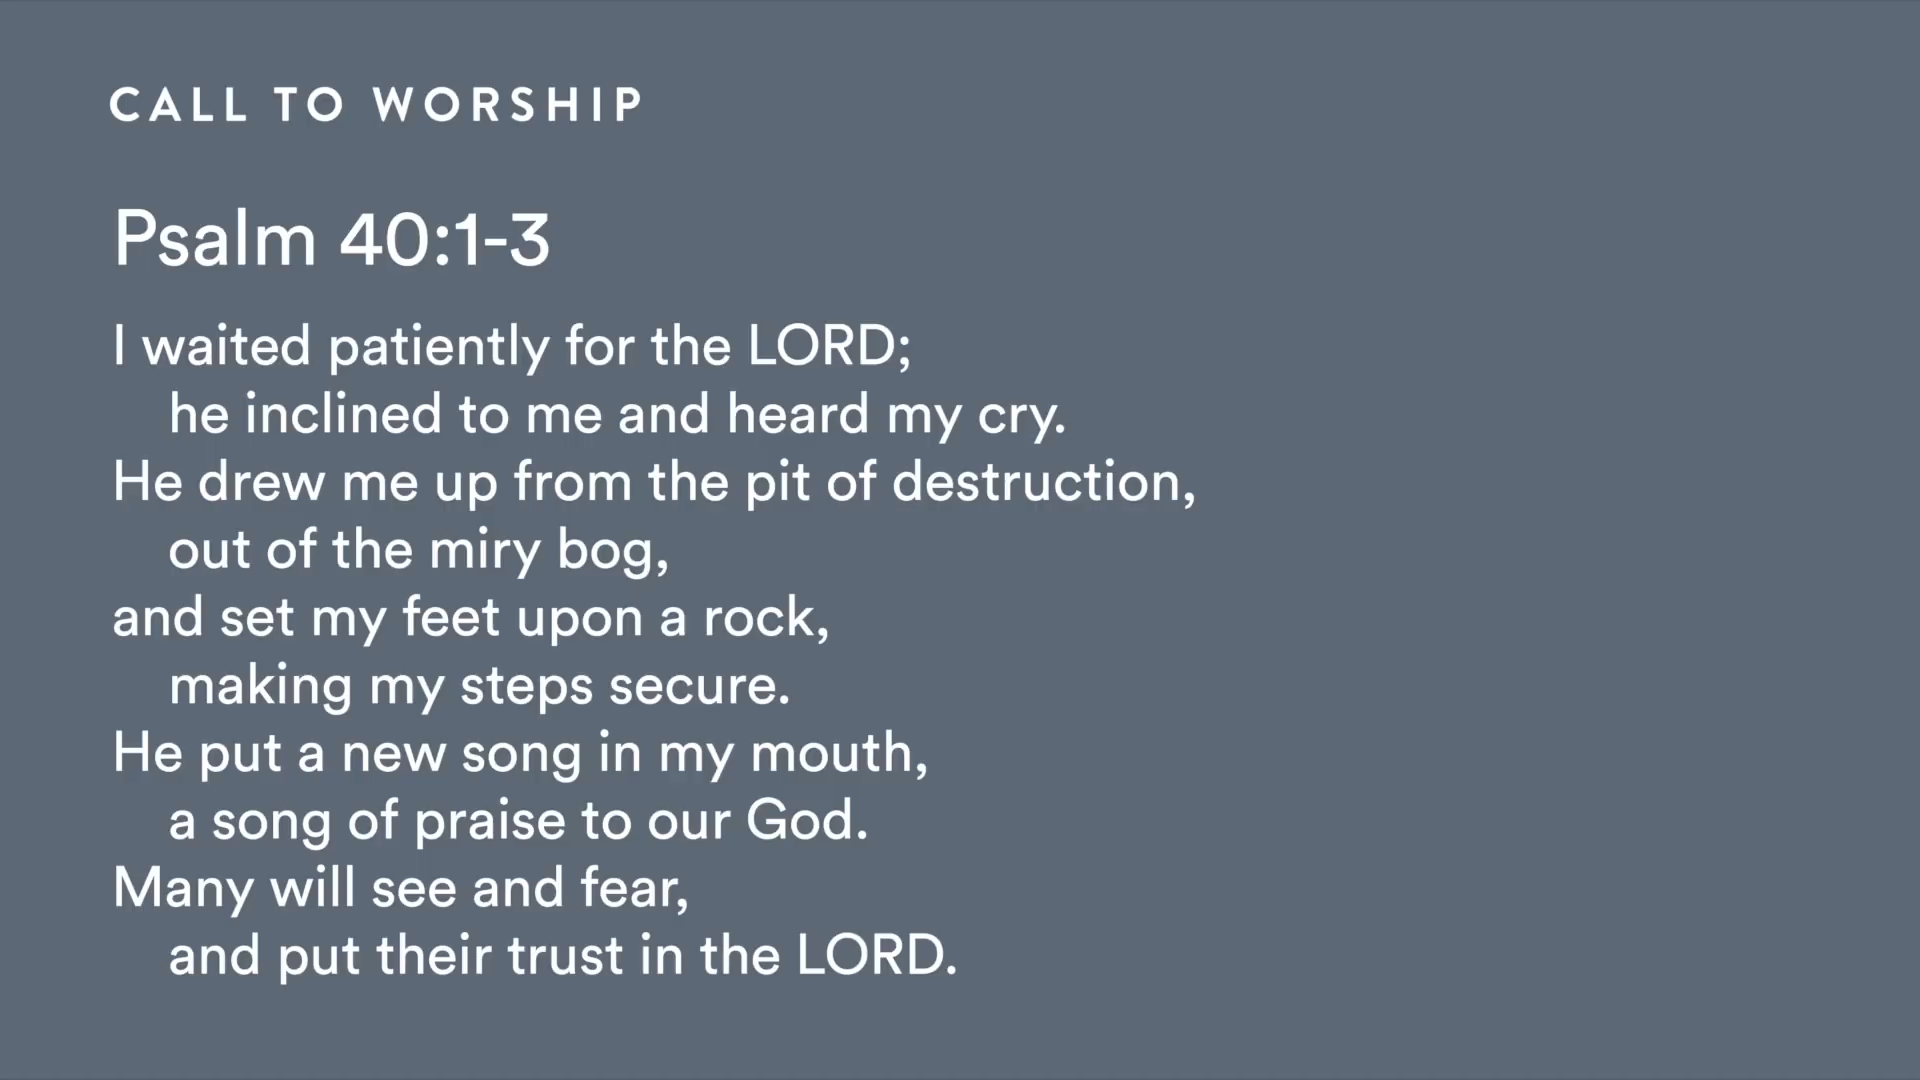 CALL TO WORSHIP
Psalm 40:1-3
I waited patiently for the LORD;
he inclined to me and heard my cry.
He drew me up from the pit of destruction,
out of the miry bog,
and set my feet upon a rock,
making my steps secure.
He put a new song in my mouth,
a song of praise to our God.
Many will see and fear,
and put their trust in the LORD.